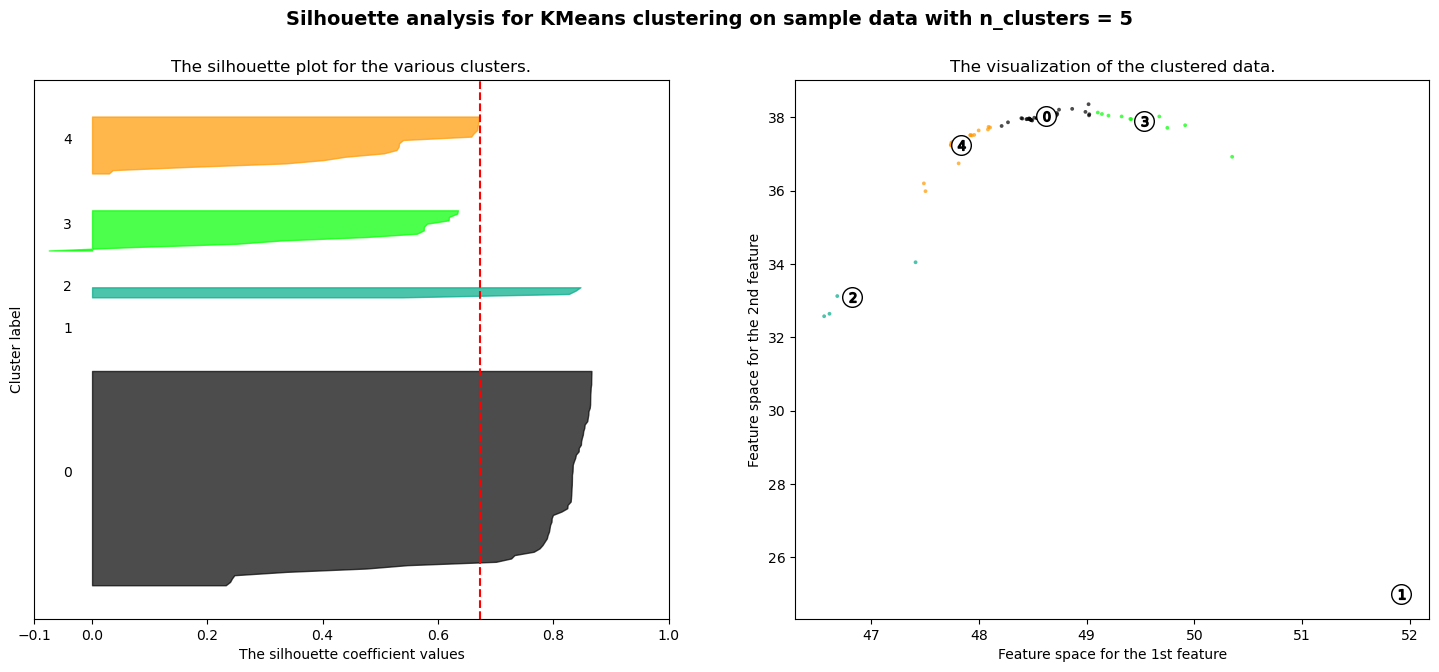 Silhouette analysis for KMeans clustering on sample data with n_clusters = 5
The silhouette plot for the various clusters.
Cluster label
4
3
2
1
0
−0.1 0.0 0.2 0.4 0.6 0.8 1.0
The silhouette coefficient values
The visualization of the clustered data.
Feature space for the 2nd feature
38
36
34
32
30
28
26
0
3
4
2
1
47 48 49 50 51 52
Feature space for the 1st feature